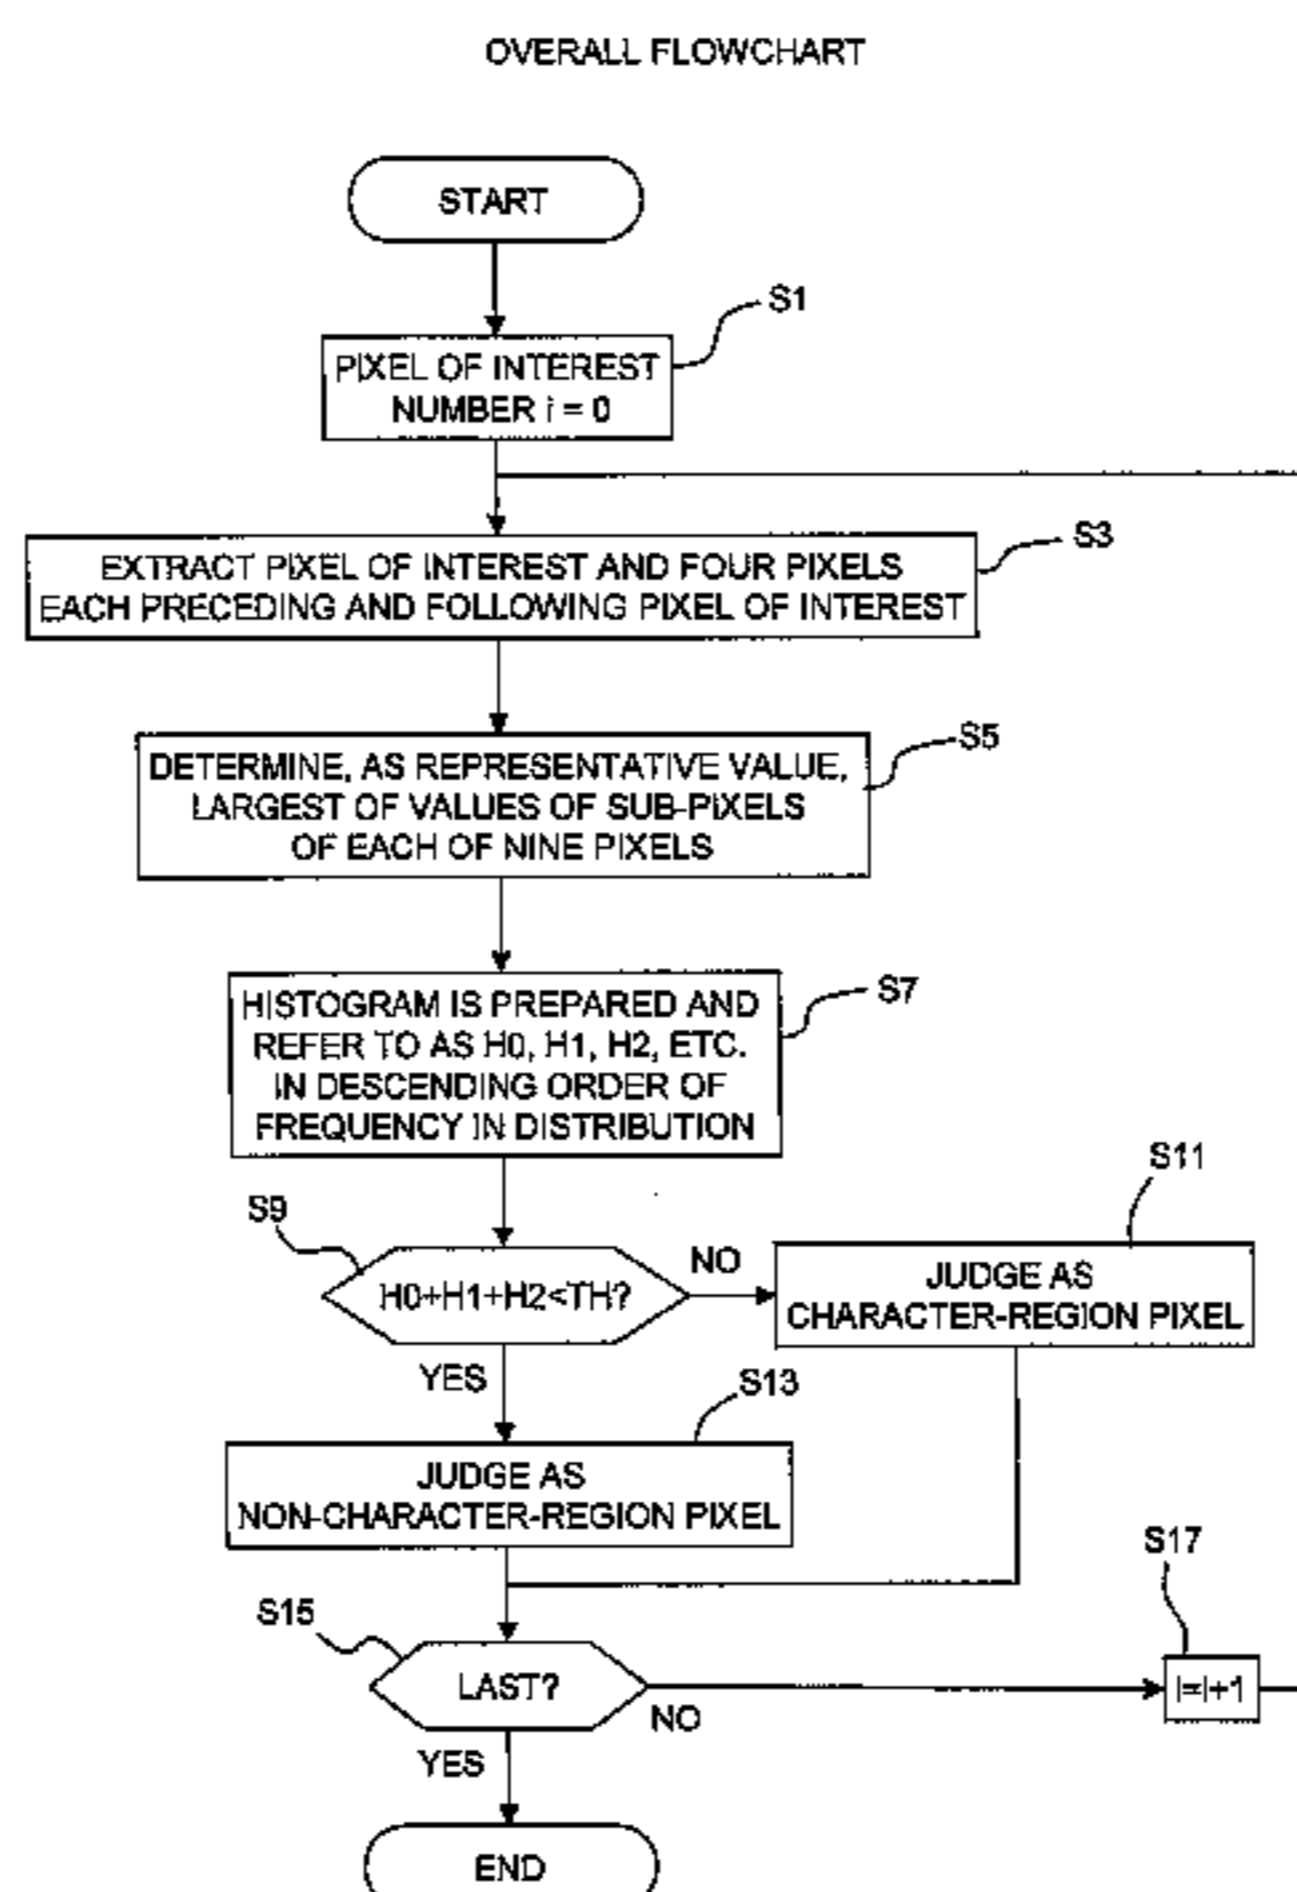 OVERALL FLOWCHART
START
S1
PIXEL OF INTEREST
NUMBER i = 0
S3
EXTRACT PIXEL OF INTEREST AND FOUR PIXELS
EACH PRECEDING AND FOLLOWING PIXEL OF INTEREST
S5
DETERMINE, AS REPRESENTATIVE VALUE,
LARGEST OF VALUES OF SUB-PIXELS
OF EACH OF NINE PIXELS
S7
HISTOGRAM IS PREPARED AND
REFER TO AS H0, H1, H2, ETC.
IN DESCENDING ORDER OF
FREQUENCY IN DISTRIBUTION
S9
H0+H1+H2<TH?
NO
S11
JUDGE AS
CHARACTER-REGION PIXEL
YES
S13
JUDGE AS
NON-CHARACTER-REGION PIXEL
S15
LAST?
NO
S17
i=i+1
YES
END